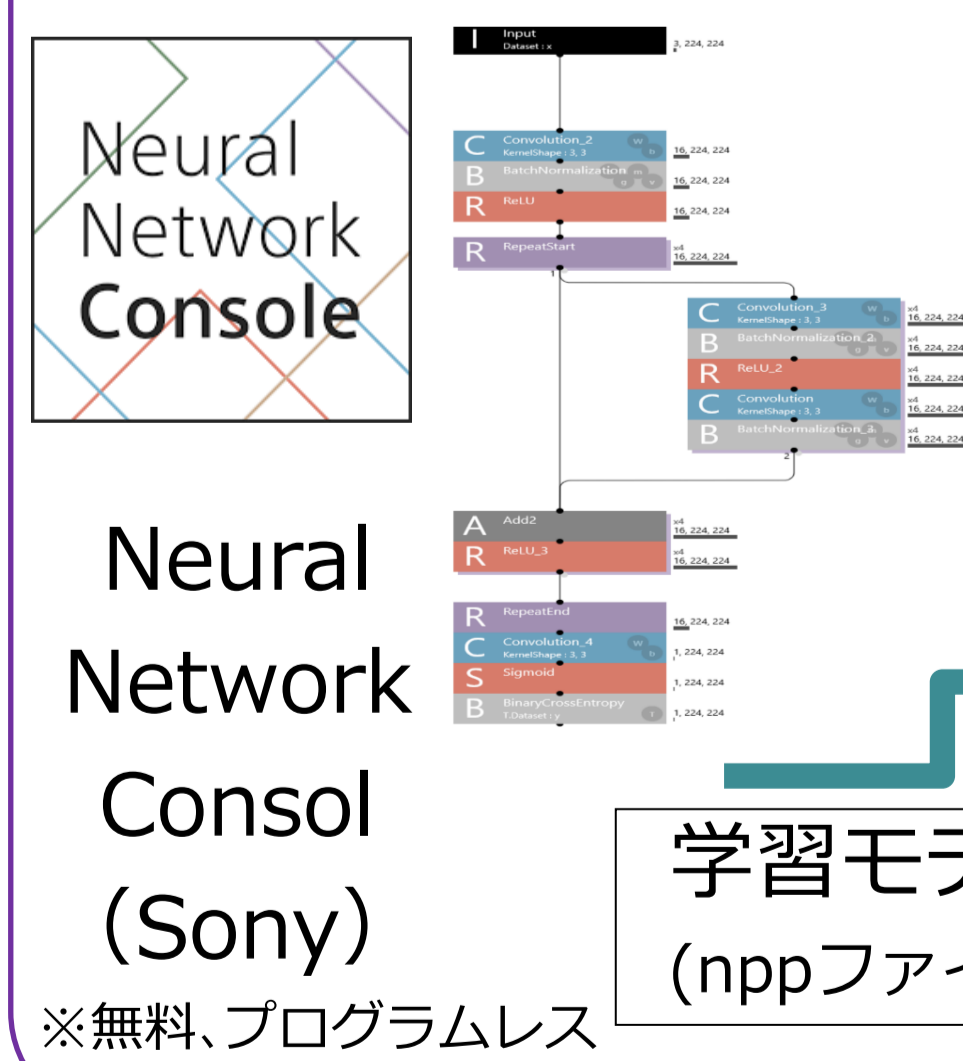 Neural
Network
Console
Neural
Network
Consol
(Sony)
※無料、プログラムレス
I Input
Dataset : x
3, 224, 224
C Convolution_2 W
KernelShape : 3, 3 b
16, 224, 224
B BatchNormalization m
g v
16, 224, 224
R ReLU
16, 224, 224
R RepeatStart
x4
16, 224, 224
1
C Convolution_3 W
KernelShape : 3, 3 b
x4
16, 224, 224
B BatchNormalization_2
g v
x4
16, 224, 224
R ReLU_2
x4
16, 224, 224
C Convolution W
KernelShape : 3, 3 b
x4
16, 224, 224
B BatchNormalization_3
g v
x4
16, 224, 224
2
A Add2
x4
16, 224, 224
R ReLU_3
x4
16, 224, 224
R RepeatEnd
16, 224, 224
C Convolution_4 W
KernelShape : 3, 3 b
1, 224, 224
S Sigmoid
1, 224, 224
B BinaryCrossEntropy
T.Dataset : y T
1, 224, 224
学習モデ
(nppファイ